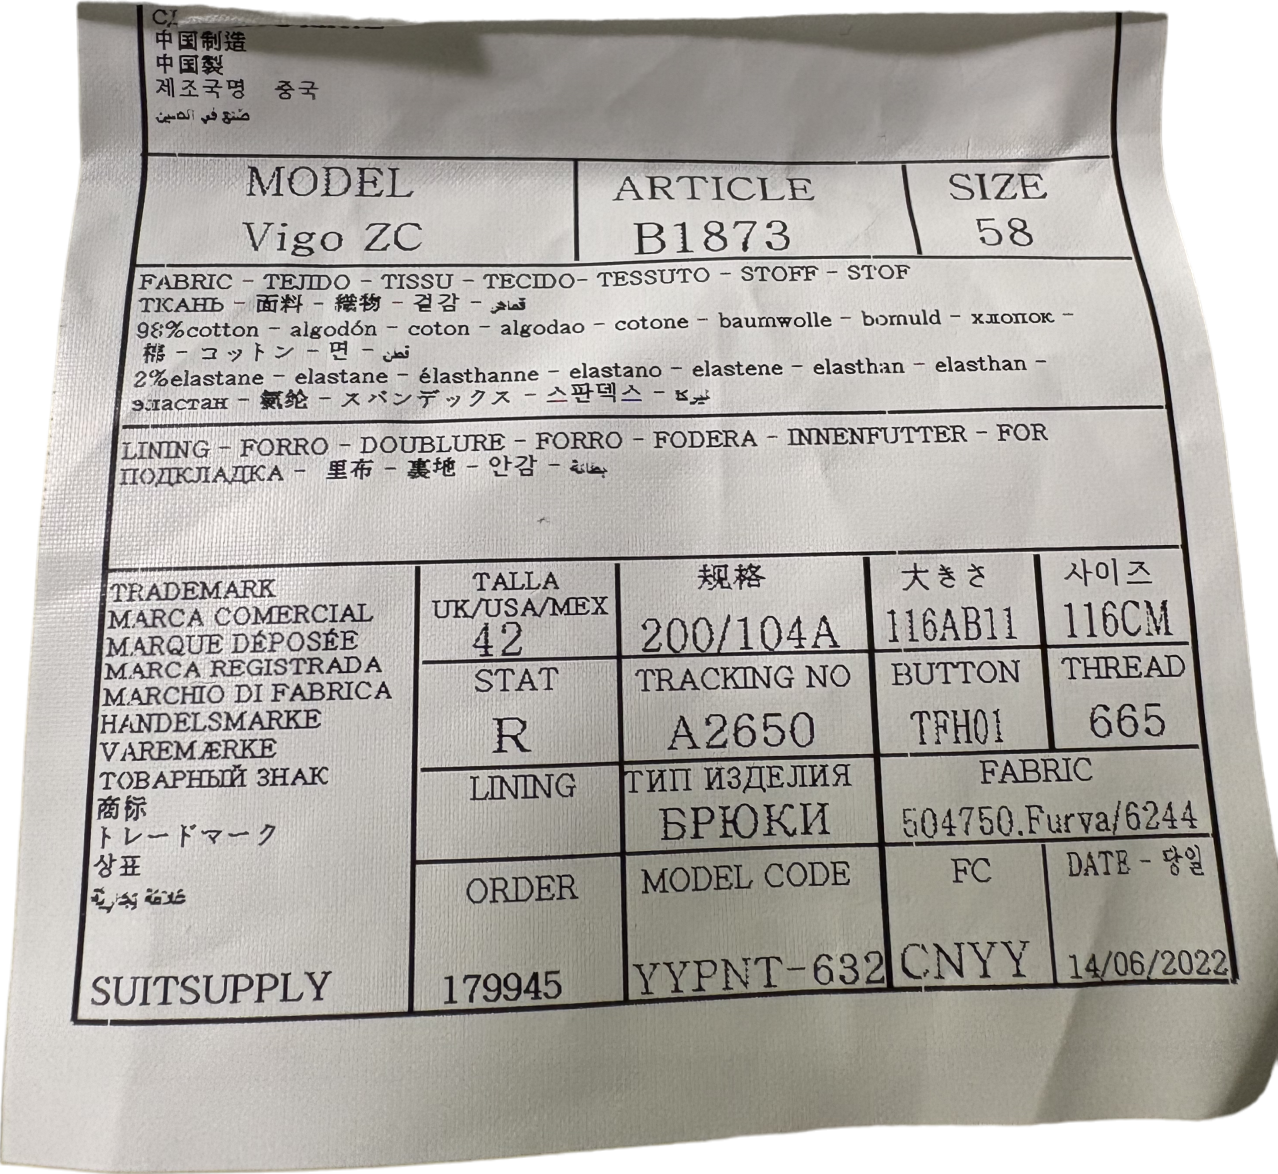 中国制造
中国製
제조국명 중국
صنع في الصين
MODEL
Vigo ZC
ARTICLE
B1873
SIZE
58
FABRIC - TEJIDO - TISSU - TECIDO- TESSUTO - STOFF - STOF
ТКАНЬ - 面料 - 織物 - 겉감 - قماش
98%cotton - algodón - coton - algodao - cotone - baumwolle - bomuld - хлопок -
棉 - コットン - 면 - قطن
2%elastane - elastane - élasthanne - elastano - elastene - elasthan - elasthan -
эластан - 氨纶 - スパンデックス - 스판덱스 - ليركا
LINING - FORRO - DOUBLURE - FORRO - FODERA - INNENFUTTER - FOR
ПОДКЛАДКА - 里布 - 裏地 - 안감 - بطانة
TRADEMARK
MARCA COMERCIAL
MARQUE DÉPOSÉE
MARCA REGISTRADA
MARCHIO DI FABRICA
HANDELSMARKE
VAREMÆRKE
ТОВАРНЫЙ ЗНАК
商标
トレードマーク
상표
علامة تجارية
SUITSUPPLY
TALLA
UK/USA/MEX
42
规格
200/104A
大きさ
116AB11
사이즈
116CM
STAT
R
TRACKING NO
A2650
BUTTON
TFH01
THREAD
665
LINING
ТИП ИЗДЕЛИЯ
БРЮКИ
FABRIC
504750.Furva/6244
ORDER
179945
MODEL CODE
YYPNT-632
FC
CNYY
DATE - 당일
14/06/2022